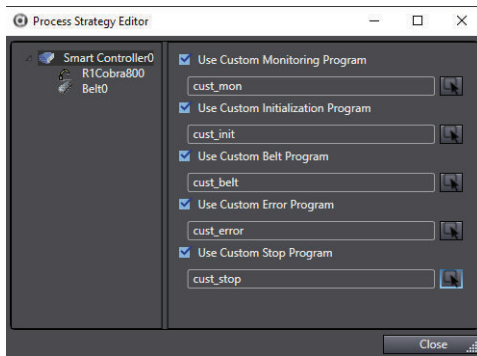 Process Strategy Editor
Smart Controller0
R1Cobra800
Belt0
Use Custom Monitoring Program
cust_mon
Use Custom Initialization Program
cust_init
Use Custom Belt Program
cust_belt
Use Custom Error Program
cust_error
Use Custom Stop Program
cust_stop
Close